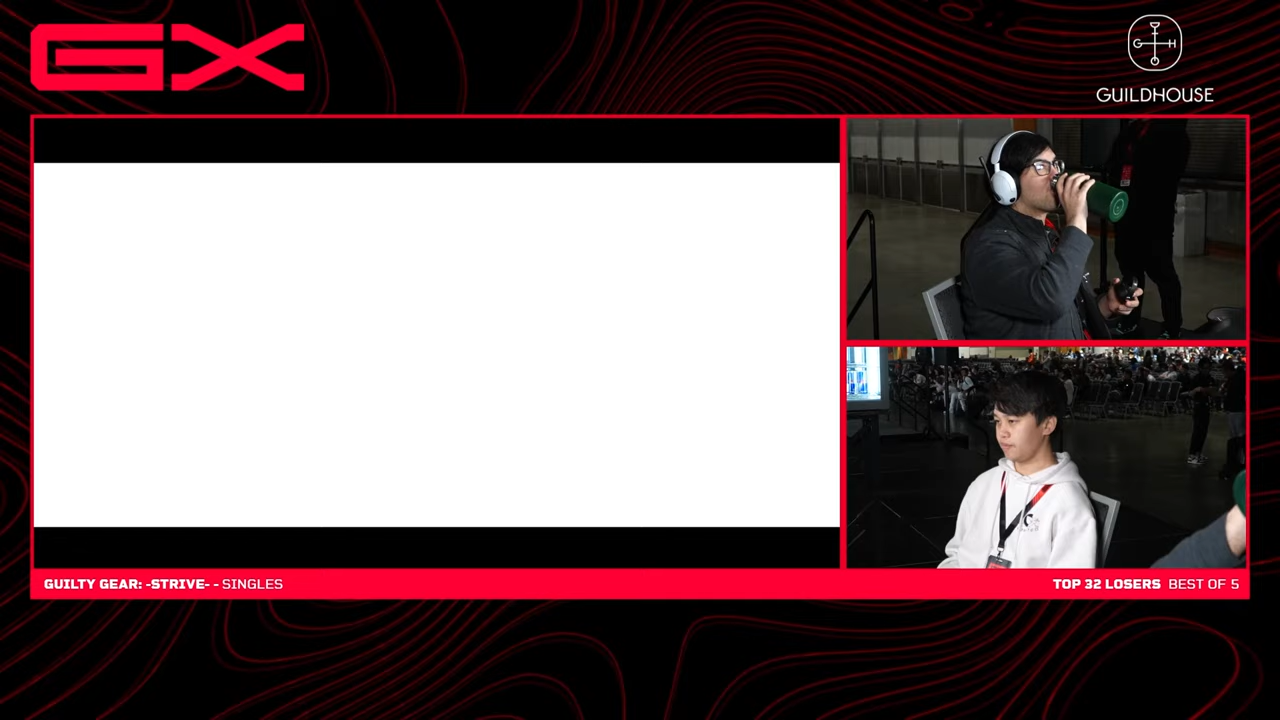 GX
G H
GUILDHOUSE
GUILTY GEAR: -STRIVE- - SINGLES
TOP 32 LOSERS BEST OF 5